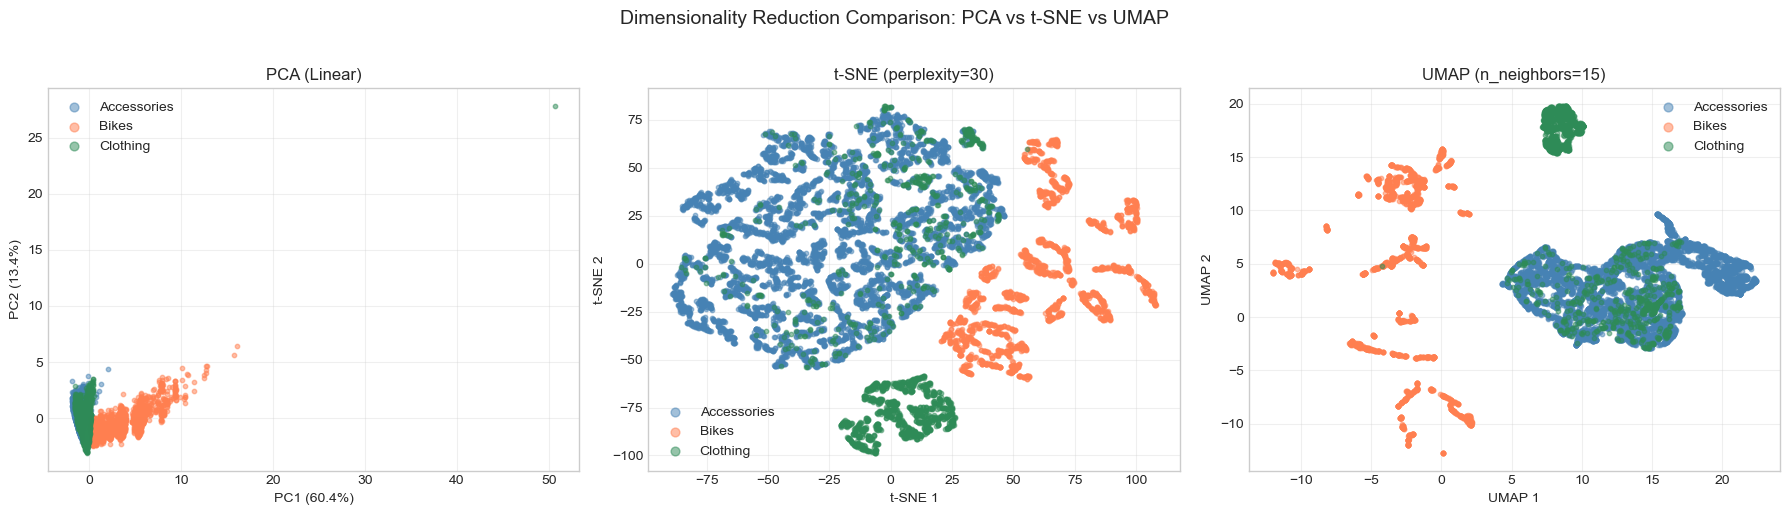 Dimensionality Reduction Comparison: PCA vs t-SNE vs UMAP
PCA (Linear)
Accessories
Bikes
Clothing
25
20
15
10
5
0
PC2 (13.4%)
0
10
20
30
40
50
PC1 (60.4%)
t-SNE (perplexity=30)
75
50
25
0
−25
−50
−75
−100
t-SNE 2
Accessories
Bikes
Clothing
−75
−50
−25
0
25
50
75
100
t-SNE 1
UMAP (n_neighbors=15)
Accessories
Bikes
Clothing
20
15
10
5
0
−5
−10
UMAP 2
−10
−5
0
5
10
15
20
UMAP 1